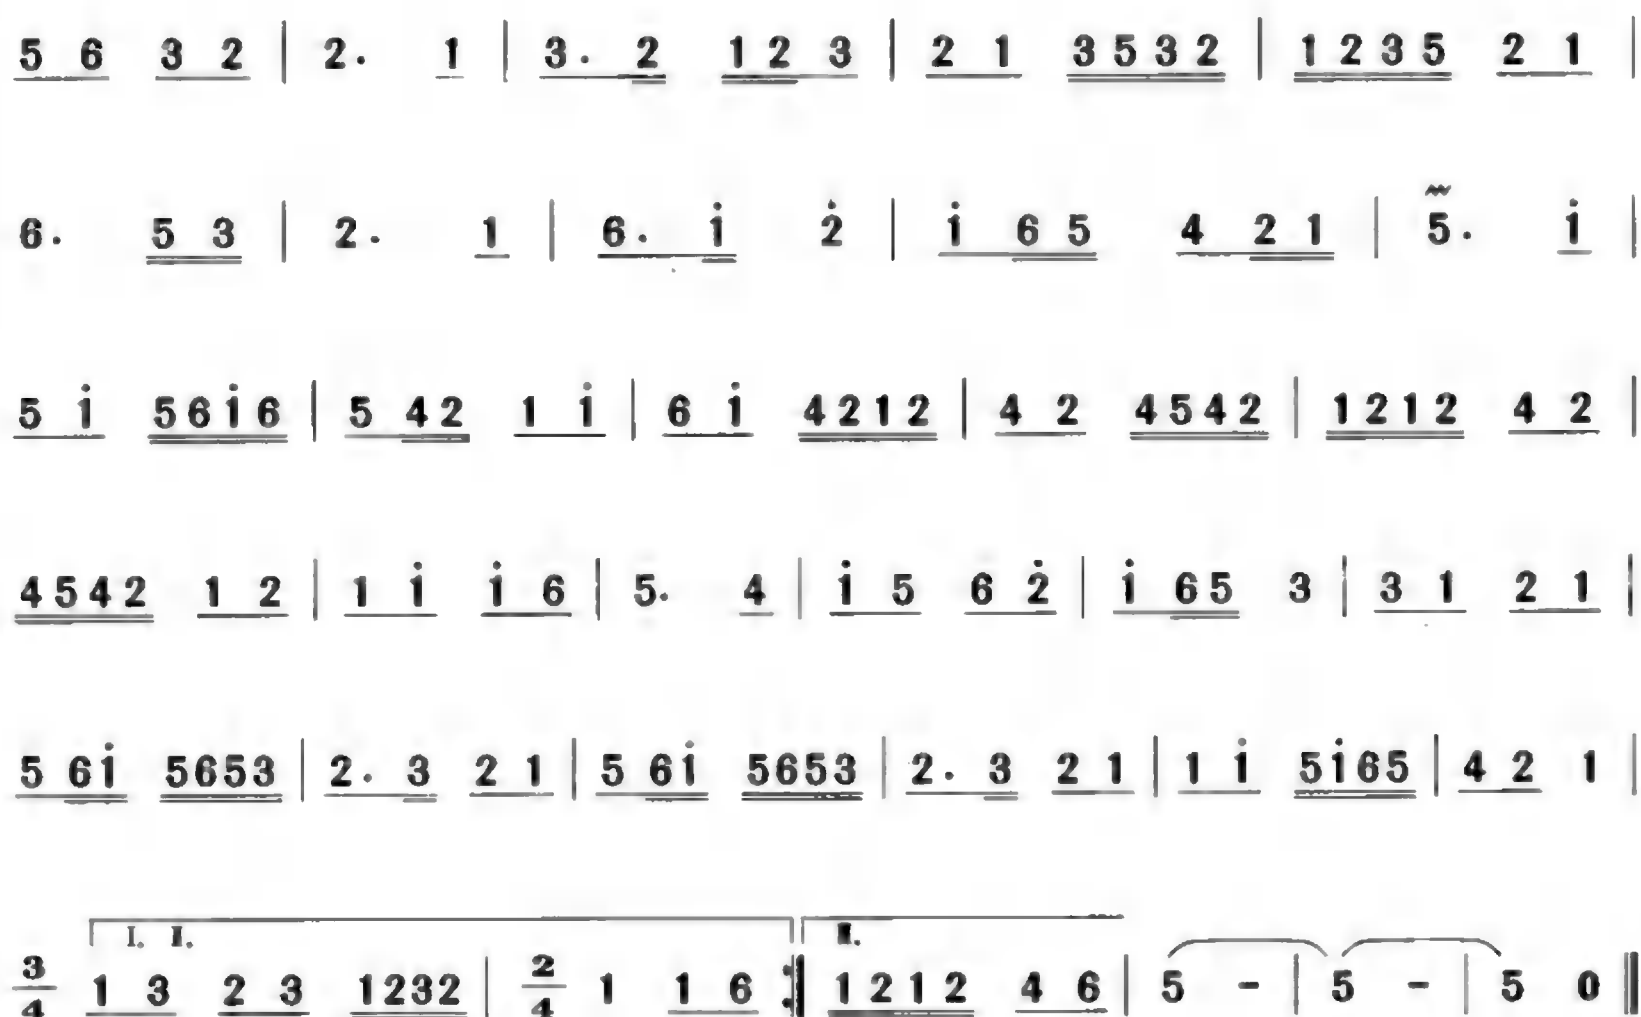 5 6 3 2 | 2. 1 | 3. 2 1 2 3 | 2 1 3 5 3 2 | 1 2 3 5 2 1 |
6. 5 3 | 2. 1 | 6. i̇ 2̇ | i̇ 6 5 4 2 1 | 5. i̇ |
5 i̇ 5 6 i̇ 6 | 5 4 2 1 i̇ | 6 i̇ 4 2 1 2 | 4 2 4 5 4 2 | 1 2 1 2 4 2 |
4 5 4 2 1 2 | 1 i̇ i̇ 6 | 5. 4 | i̇ 5 6 2̇ | i̇ 6 5 3 | 3 1 2 1 |
5 6 i̇ 5 6 5 3 | 2. 3 2 1 | 5 6 i̇ 5 6 5 3 | 2. 3 2 1 | 1 i̇ 5 i̇ 6 5 | 4 2 1 |
I. II. III.
3/4 1 3 2 3 1 2 3 2 | 2/4 1 1 6 :| 1 2 1 2 4 6 | 5 - | 5 - | 5 0 ‖